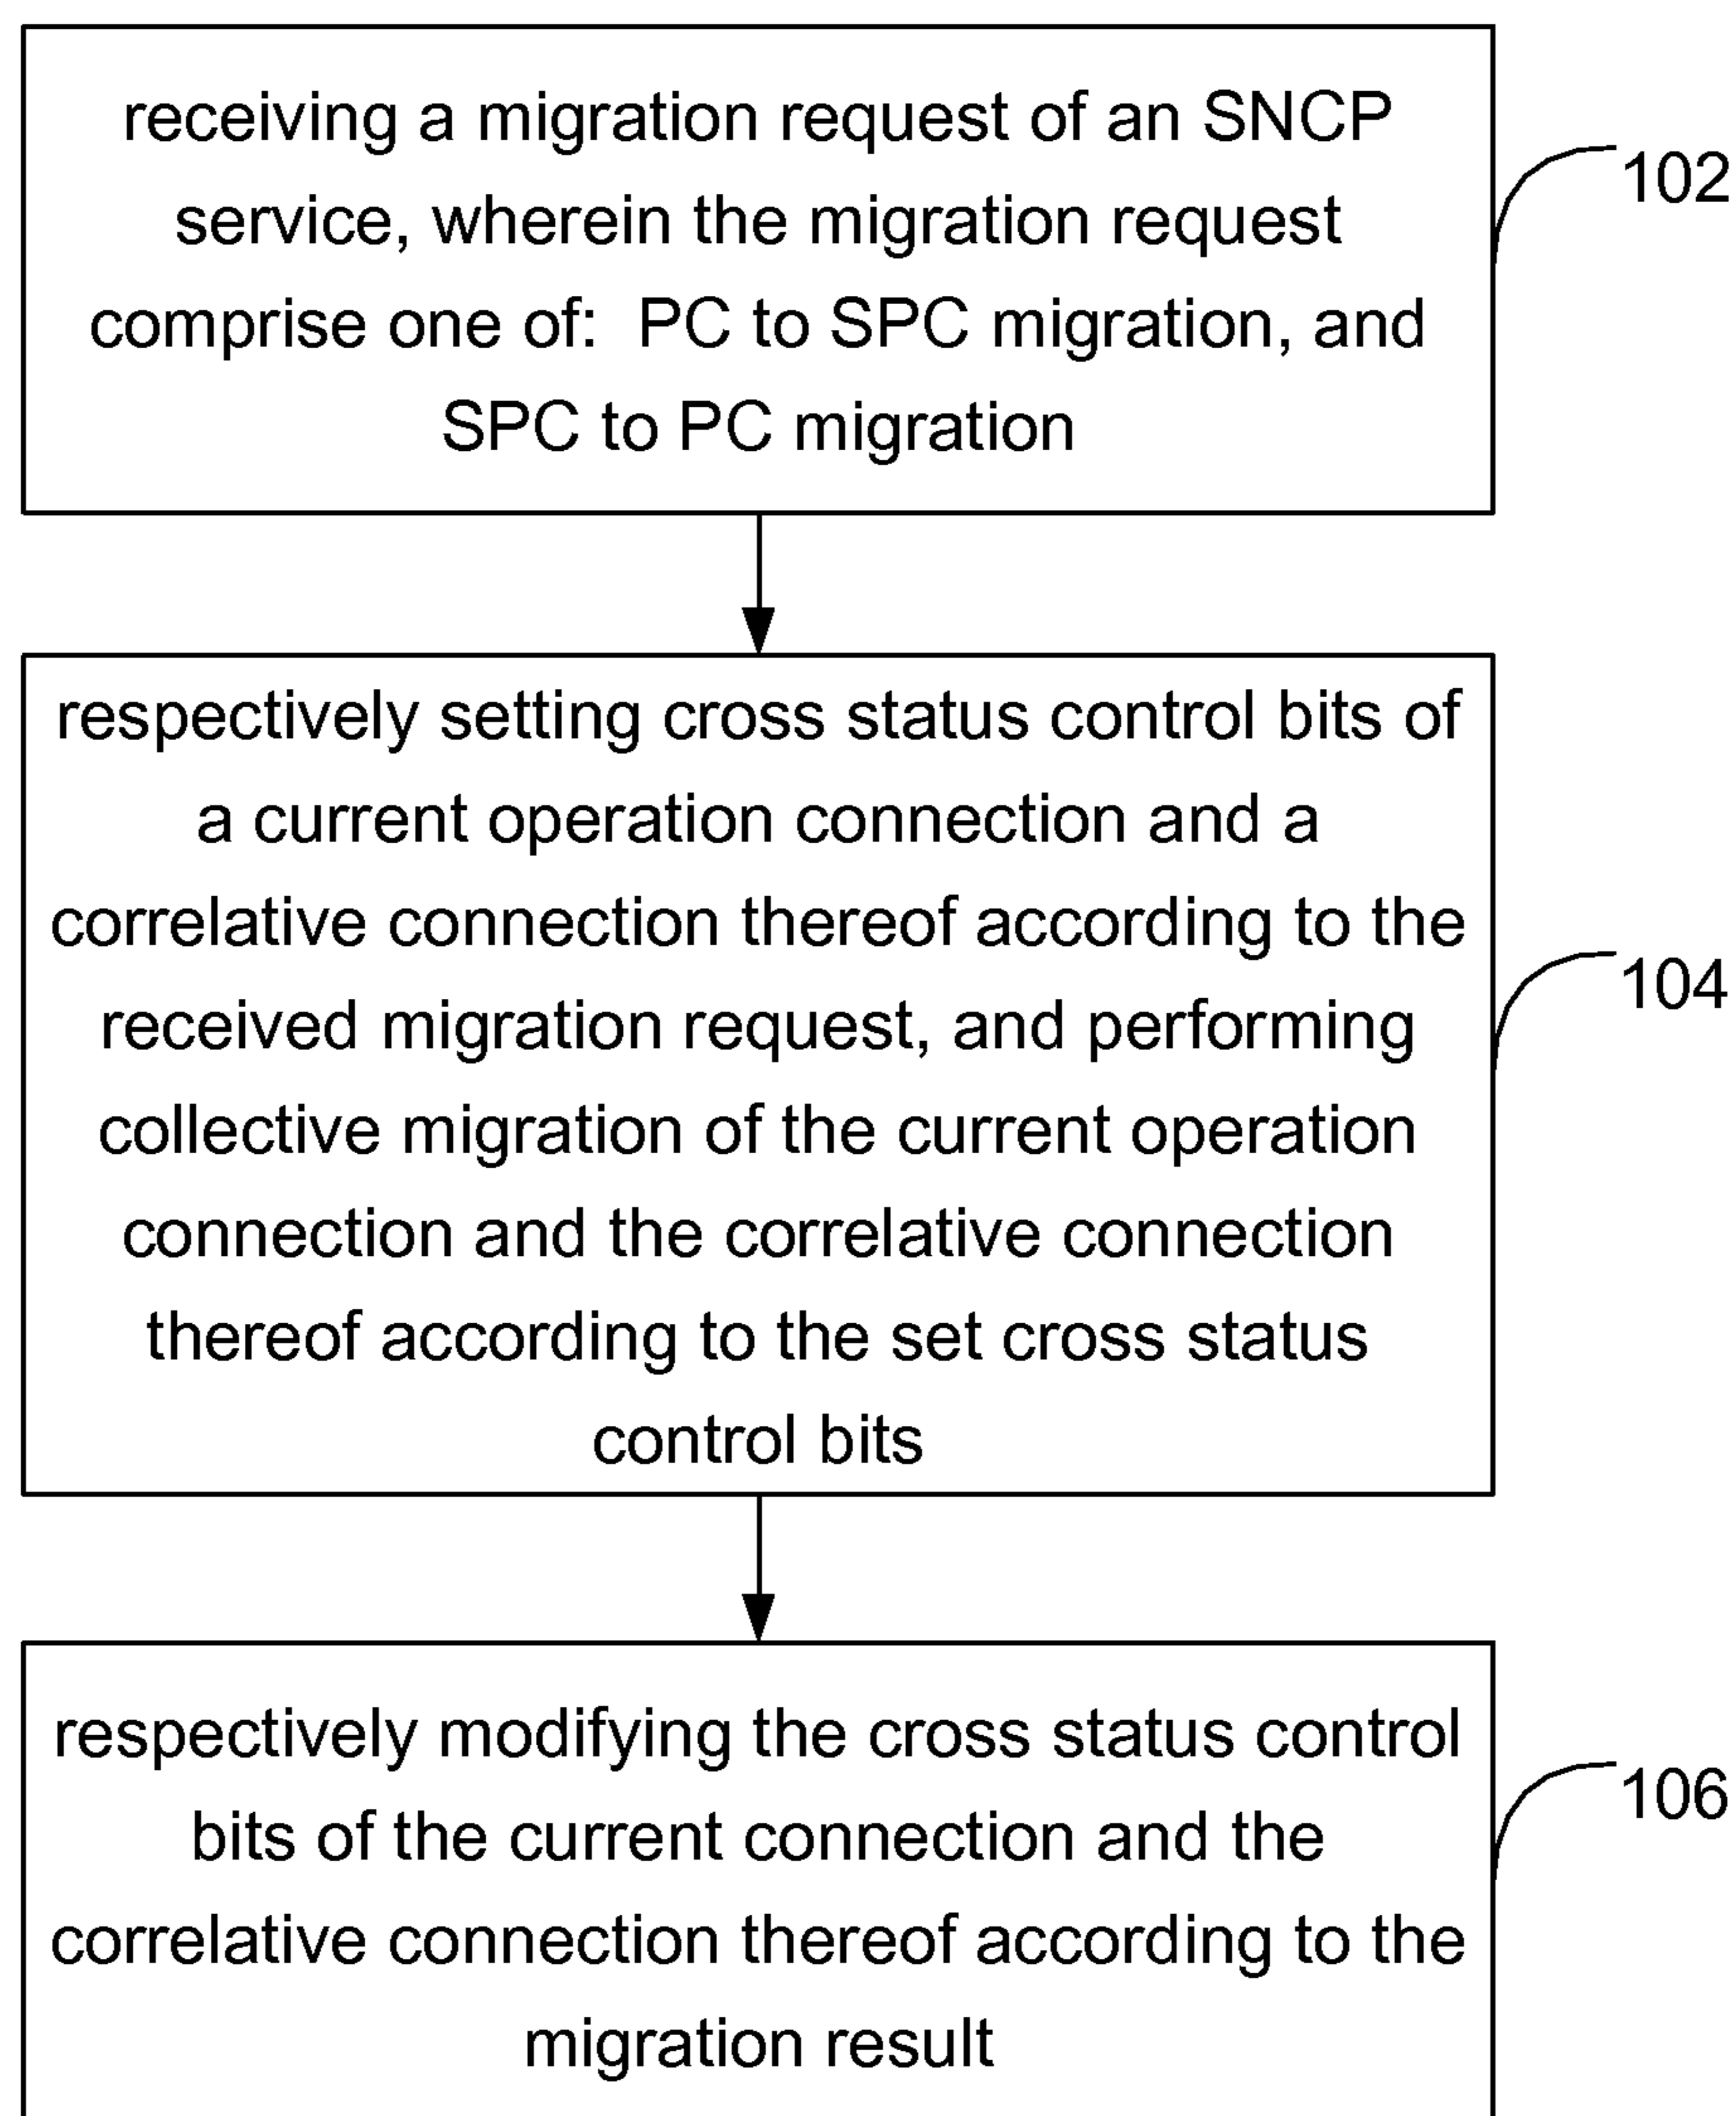 receiving a migration request of an SNCP
service, wherein the migration request
comprise one of: PC to SPC migration, and
SPC to PC migration
102
respectively setting cross status control bits of
a current operation connection and a
correlative connection thereof according to the
received migration request, and performing
collective migration of the current operation
connection and the correlative connection
thereof according to the set cross status
control bits
104
respectively modifying the cross status control
bits of the current connection and the
correlative connection thereof according to the
migration result
106